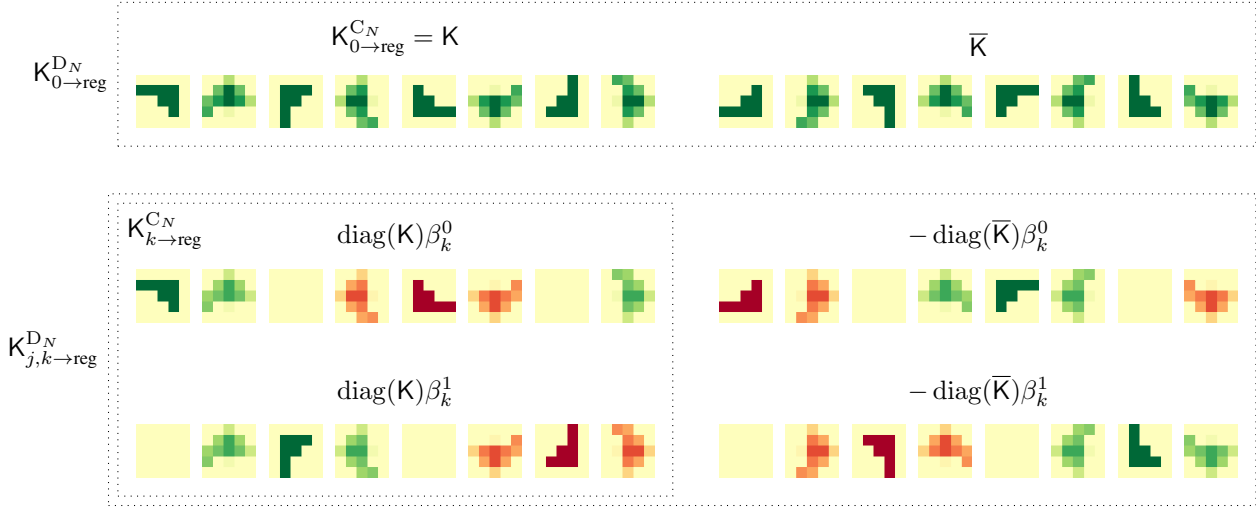 K^{C_N}_{0→reg} = K
K̅
K^{D_N}_{0→reg}
K^{C_N}_{k→reg}
diag(K)β^0_k
− diag(K̅)β^0_k
K^{D_N}_{j,k→reg}
diag(K)β^1_k
− diag(K̅)β^1_k